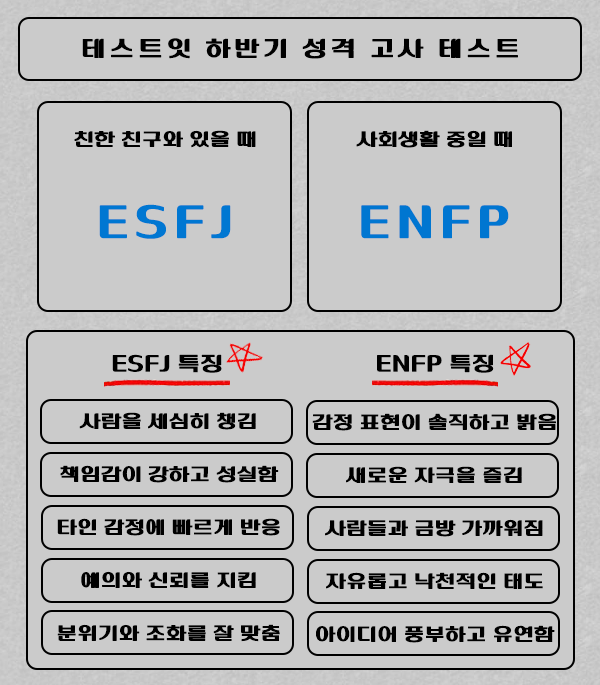 테스트잇 하반기 성격 고사 테스트
친한 친구와 있을 때
ESFJ
사회생활 중일 때
ENFP
ESFJ 특징
사람을 세심히 챙김
책임감이 강하고 성실함
타인 감정에 빠르게 반응
예의와 신뢰를 지킴
분위기와 조화를 잘 맞춤
ENFP 특징
감정 표현이 솔직하고 밝음
새로운 자극을 즐김
사람들과 금방 가까워짐
자유롭고 낙천적인 태도
아이디어 풍부하고 유연함